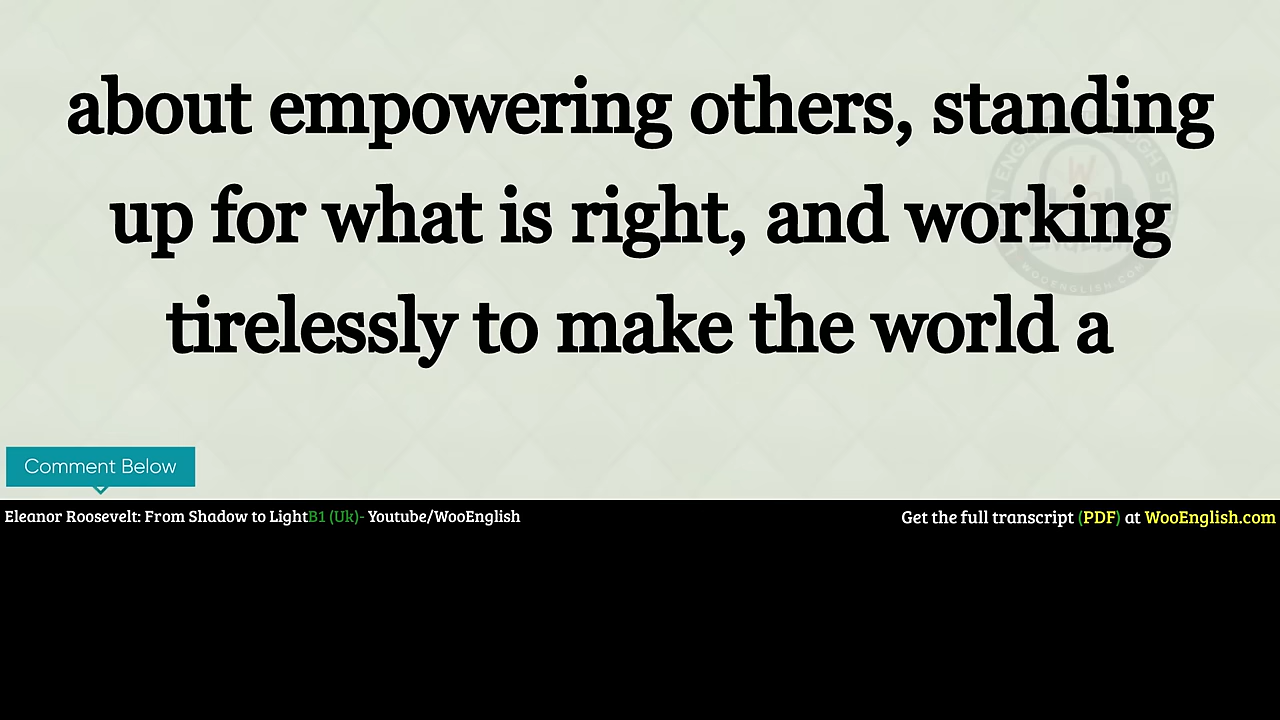 about empowering others, standing
up for what is right, and working
tirelessly to make the world a
Comment Below
Eleanor Roosevelt: From Shadow to LightB1 (Uk)- Youtube/WooEnglish
Get the full transcript (PDF) at WooEnglish.com